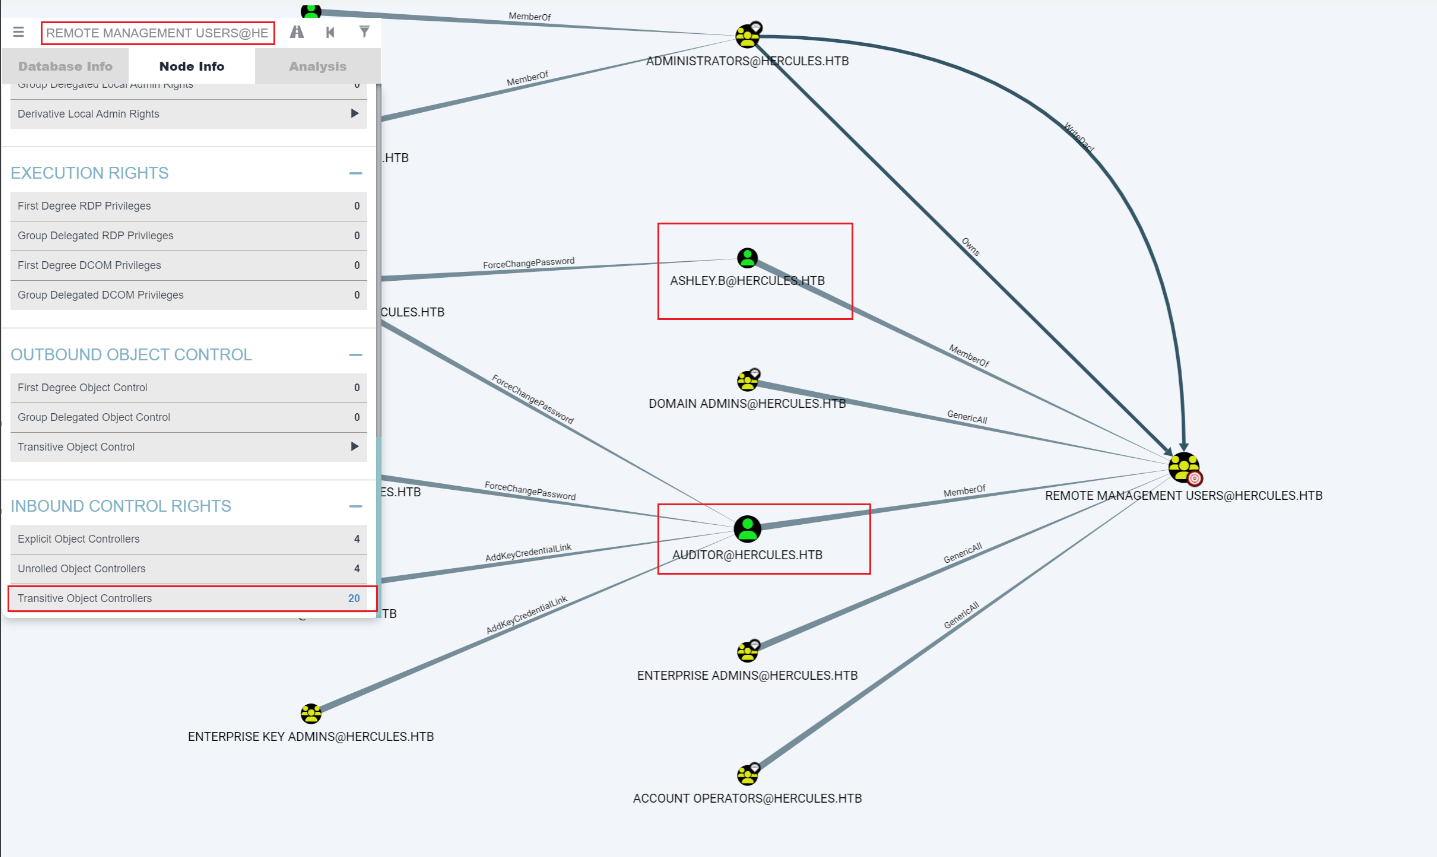 REMOTE MANAGEMENT USERS@HE
Database Info
Node Info
Analysis
Group Delegated Local Admin Rights 0
Derivative Local Admin Rights
EXECUTION RIGHTS
First Degree RDP Privileges 0
Group Delegated RDP Privileges 0
First Degree DCOM Privileges 0
Group Delegated DCOM Privileges 0
OUTBOUND OBJECT CONTROL
First Degree Object Control 0
Group Delegated Object Control 0
Transitive Object Control
INBOUND CONTROL RIGHTS
Explicit Object Controllers 4
Unrolled Object Controllers 4
Transitive Object Controllers 20
MemberOf
ADMINISTRATORS@HERCULES.HTB
MemberOf
WriteDacl
.HTB
Owns
ForceChangePassword
ASHLEY.B@HERCULES.HTB
CULES.HTB
MemberOf
ForceChangePassword
DOMAIN ADMINS@HERCULES.HTB
GenericAll
ES.HTB
ForceChangePassword
MemberOf
REMOTE MANAGEMENT USERS@HERCULES.HTB
AUDITOR@HERCULES.HTB
AddKeyCredentialLink
GenericAll
TB
AddKeyCredentialLink
GenericAll
ENTERPRISE ADMINS@HERCULES.HTB
ENTERPRISE KEY ADMINS@HERCULES.HTB
ACCOUNT OPERATORS@HERCULES.HTB